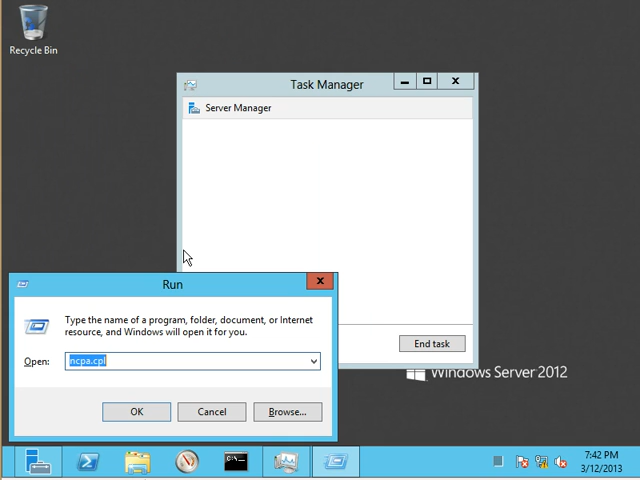 Recycle Bin
Task Manager
Server Manager
End task
Windows Server 2012
Run
Type the name of a program, folder, document, or Internet
resource, and Windows will open it for you.
Open:
ncpa.cpl
OK
Cancel
Browse...
7:42 PM
3/12/2013